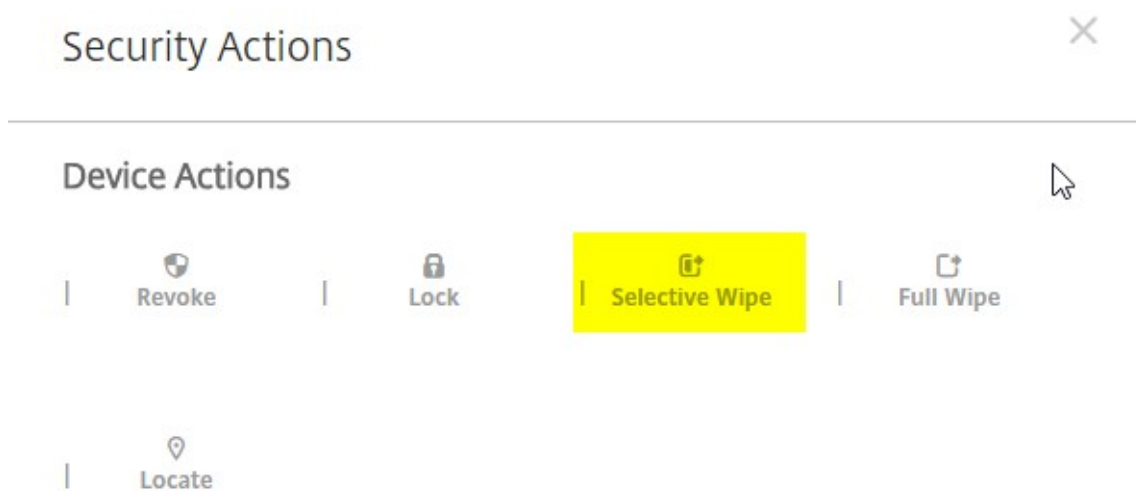 Security Actions
Device Actions
Revoke Lock Selective Wipe Full Wipe
Locate